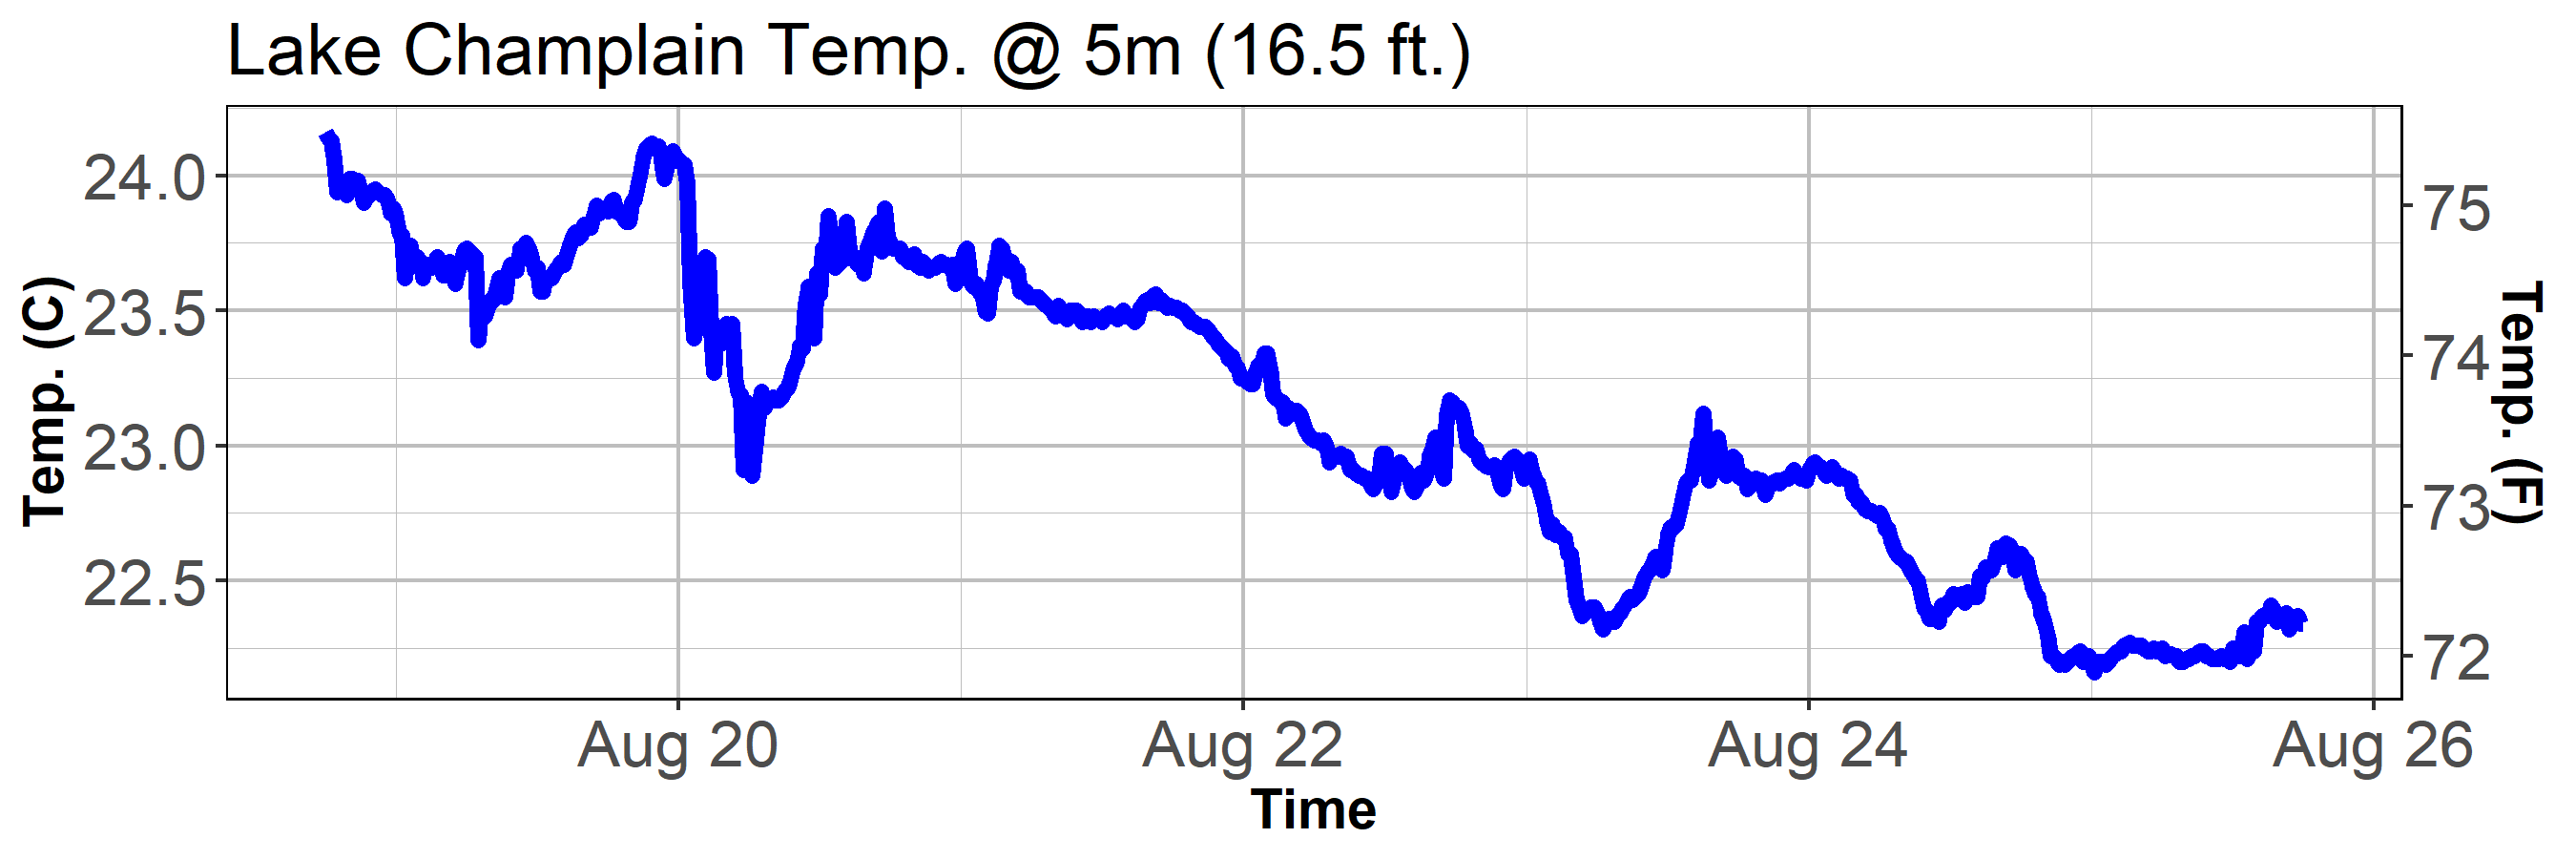 Lake Champlain Temp. @ 5m (16.5 ft.)
Temp. (C)
24.0
23.5
23.0
22.5
75
74
73
72
Temp. (F)
Aug 20 Aug 22 Aug 24 Aug 26
Time